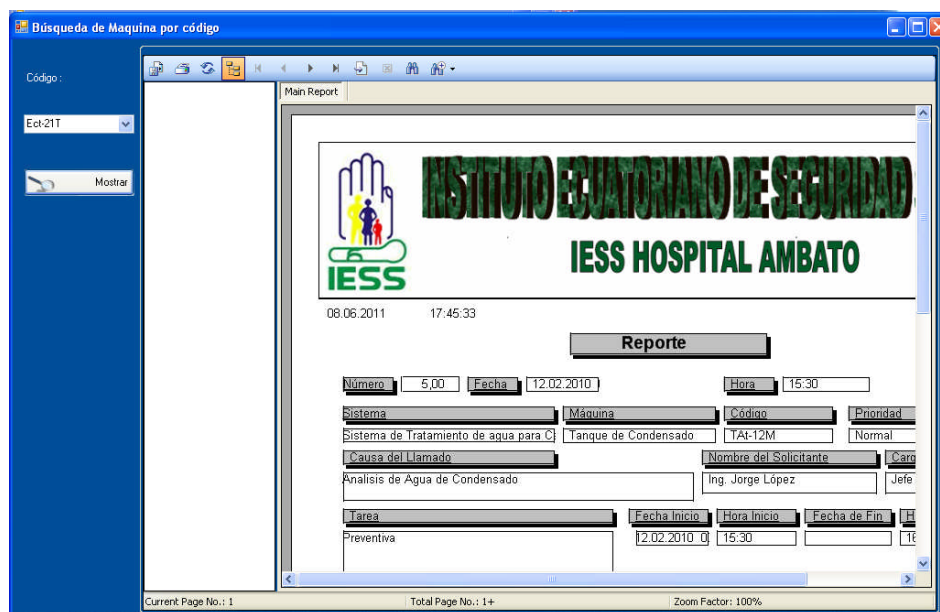 Búsqueda de Maquina por código
Código :
Ect-21T
Mostrar
Main Report
INSTITUTO ECUATORIANO DE SEGURIDAD
IESS HOSPITAL AMBATO
IESS
08.06.2011 17:45:33
Reporte
Número 5,00 Fecha 12.02.2010 Hora 15:30
Sistema Máquina Código Prioridad
Sistema de Tratamiento de agua para C Tanque de Condensado TAt-12M Normal
Causa del Llamado Nombre del Solicitante Carg
Analisis de Agua de Condensado Ing. Jorge López Jefe
Tarea Fecha Inicio Hora Inicio Fecha de Fin H
Preventiva 12.02.2010 0 15:30 16
Current Page No.: 1 Total Page No.: 1+ Zoom Factor: 100%